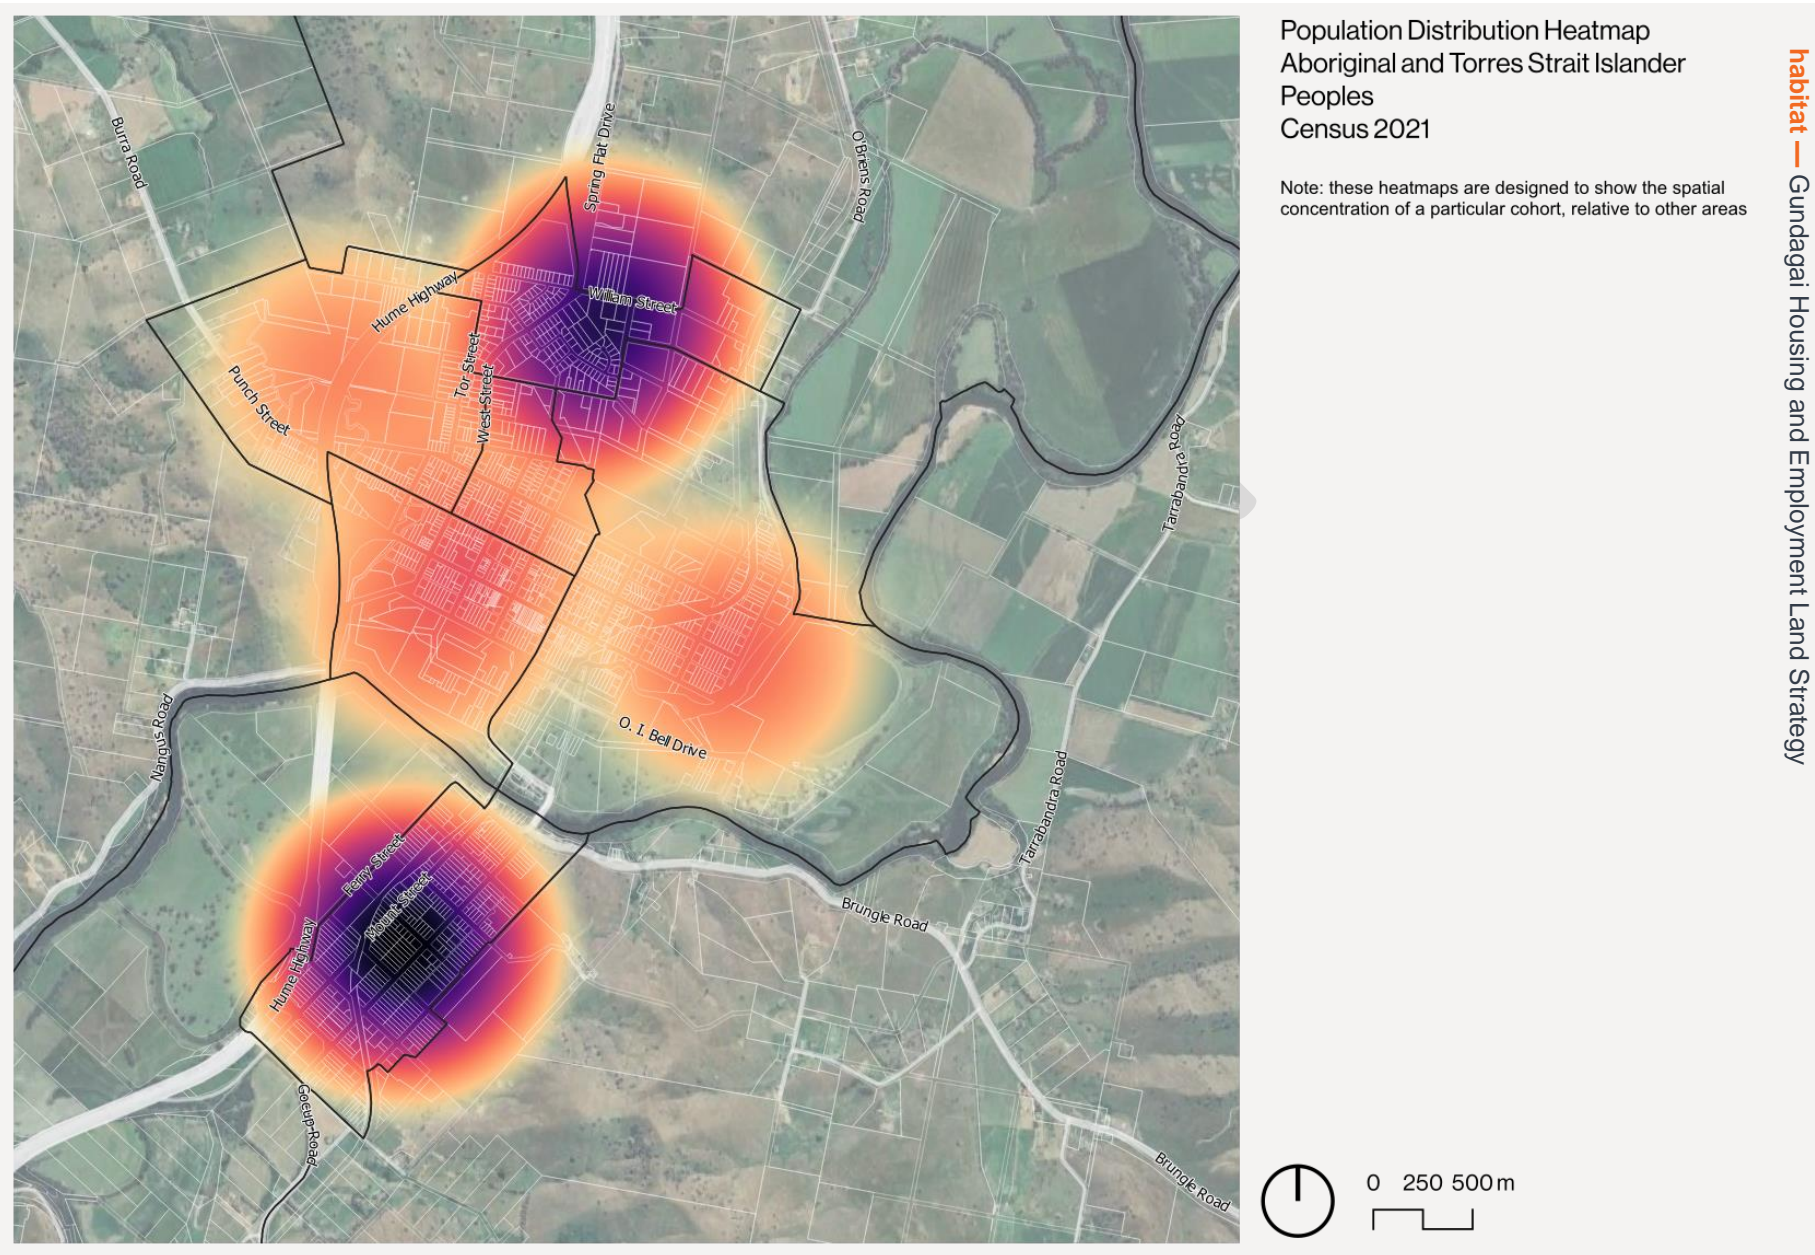 Population Distribution Heatmap
Aboriginal and Torres Strait Islander
Peoples
Census 2021
Note: these heatmaps are designed to show the spatial
concentration of a particular cohort, relative to other areas
habitat — Gundagai Housing and Employment Land Strategy
Burra Road
Spring Flat Drive
O'Briens Road
Hume Highway
William Street
Tor Street
West Street
Punch Street
Tarrabandra Road
Nangus Road
O. I. Bell Drive
Tarrabandra Road
Ferry Street
Mount Street
Hume Highway
Brungle Road
Gocup Road
Brungle Road
0 250 500 m